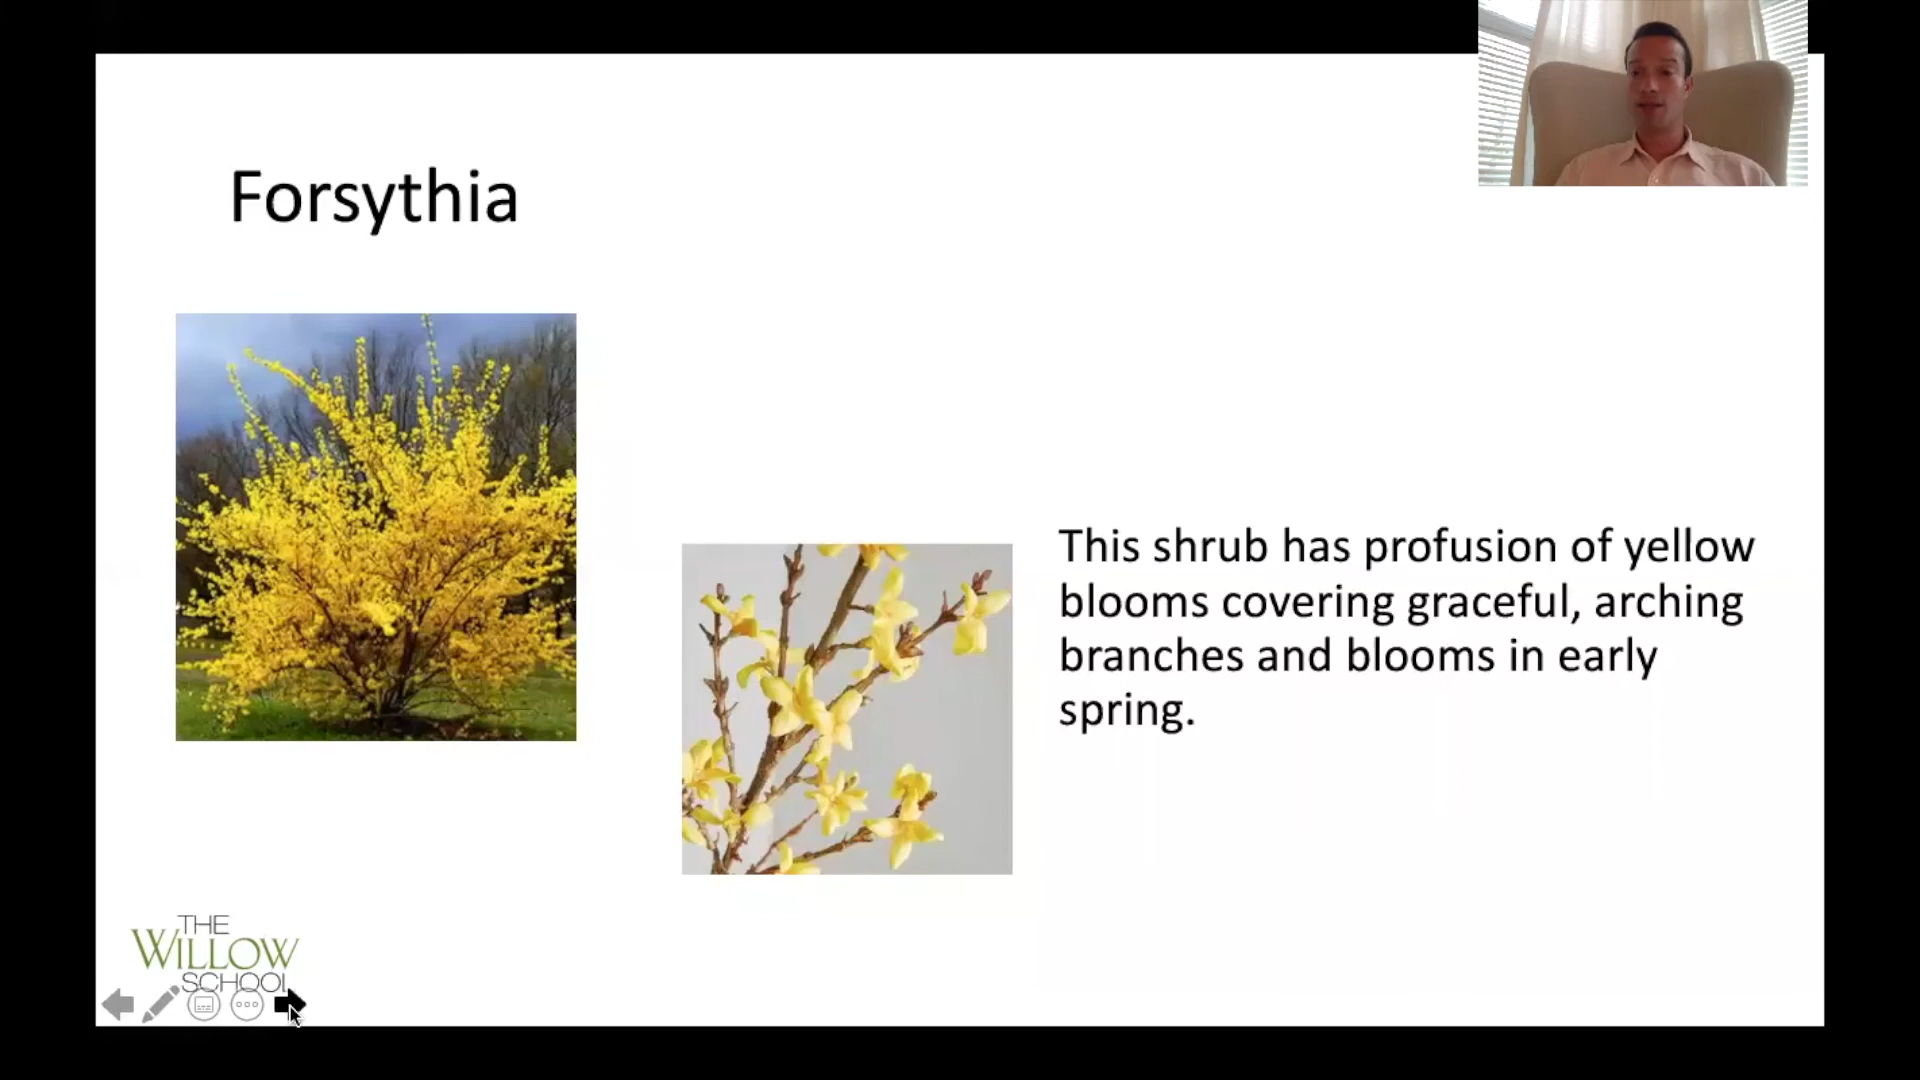 Forsythia
This shrub has profusion of yellow
blooms covering graceful, arching
branches and blooms in early
spring.
THE
WILLOW
SCHOOL